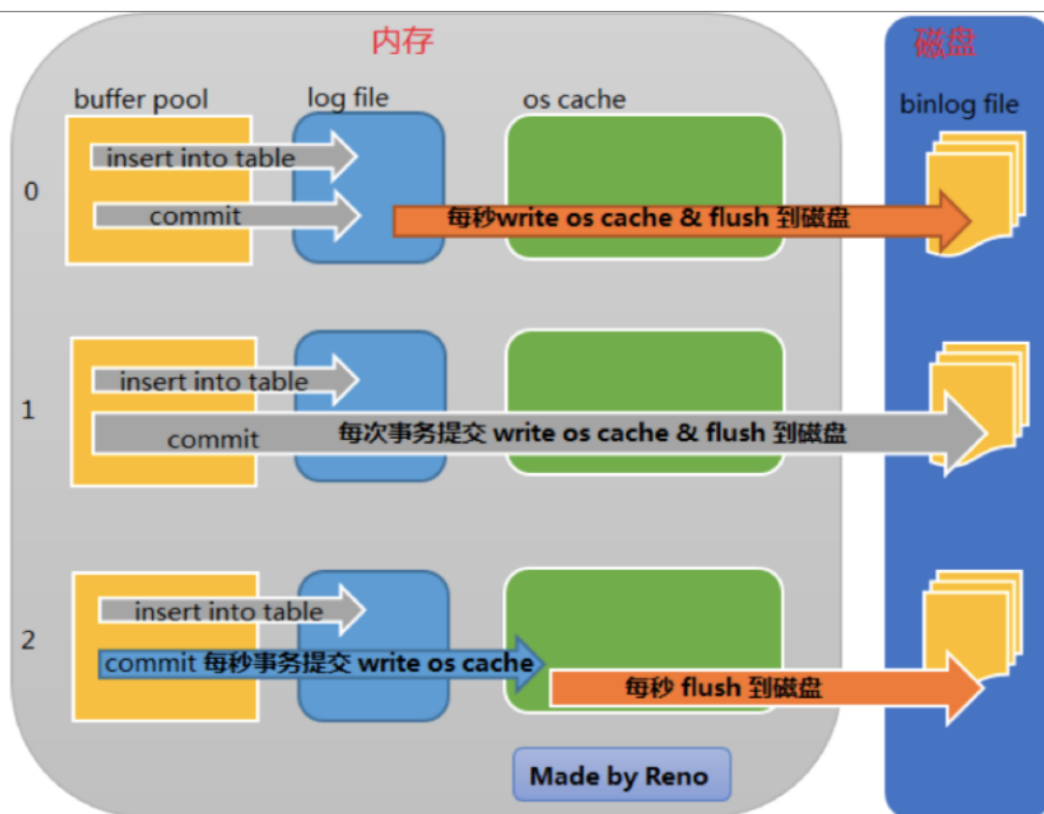 内存
磁盘
buffer pool
log file
os cache
binlog file
0
insert into table
commit
每秒write os cache & flush 到磁盘
1
insert into table
commit
每次事务提交 write os cache & flush 到磁盘
2
insert into table
commit 每秒事务提交 write os cache
每秒 flush 到磁盘
Made by Reno